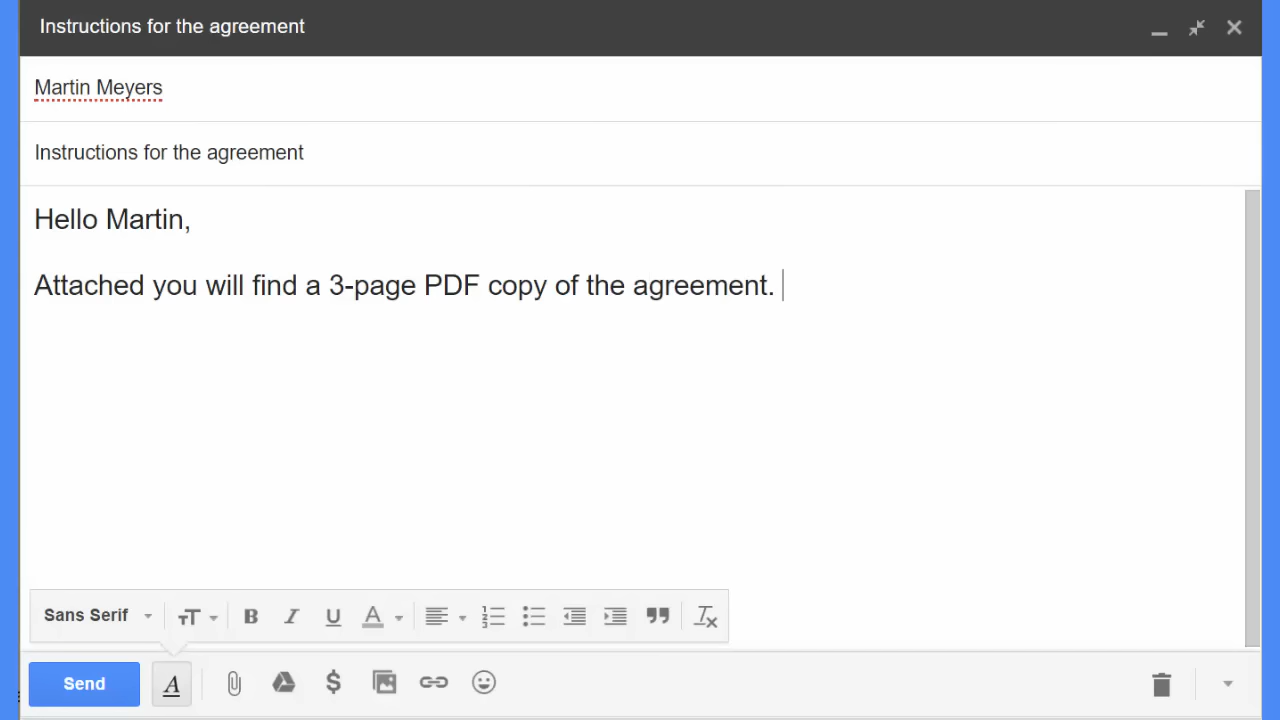 Instructions for the agreement
Martin Meyers
Instructions for the agreement
Hello Martin,
Attached you will find a 3-page PDF copy of the agreement.
Sans Serif
Send